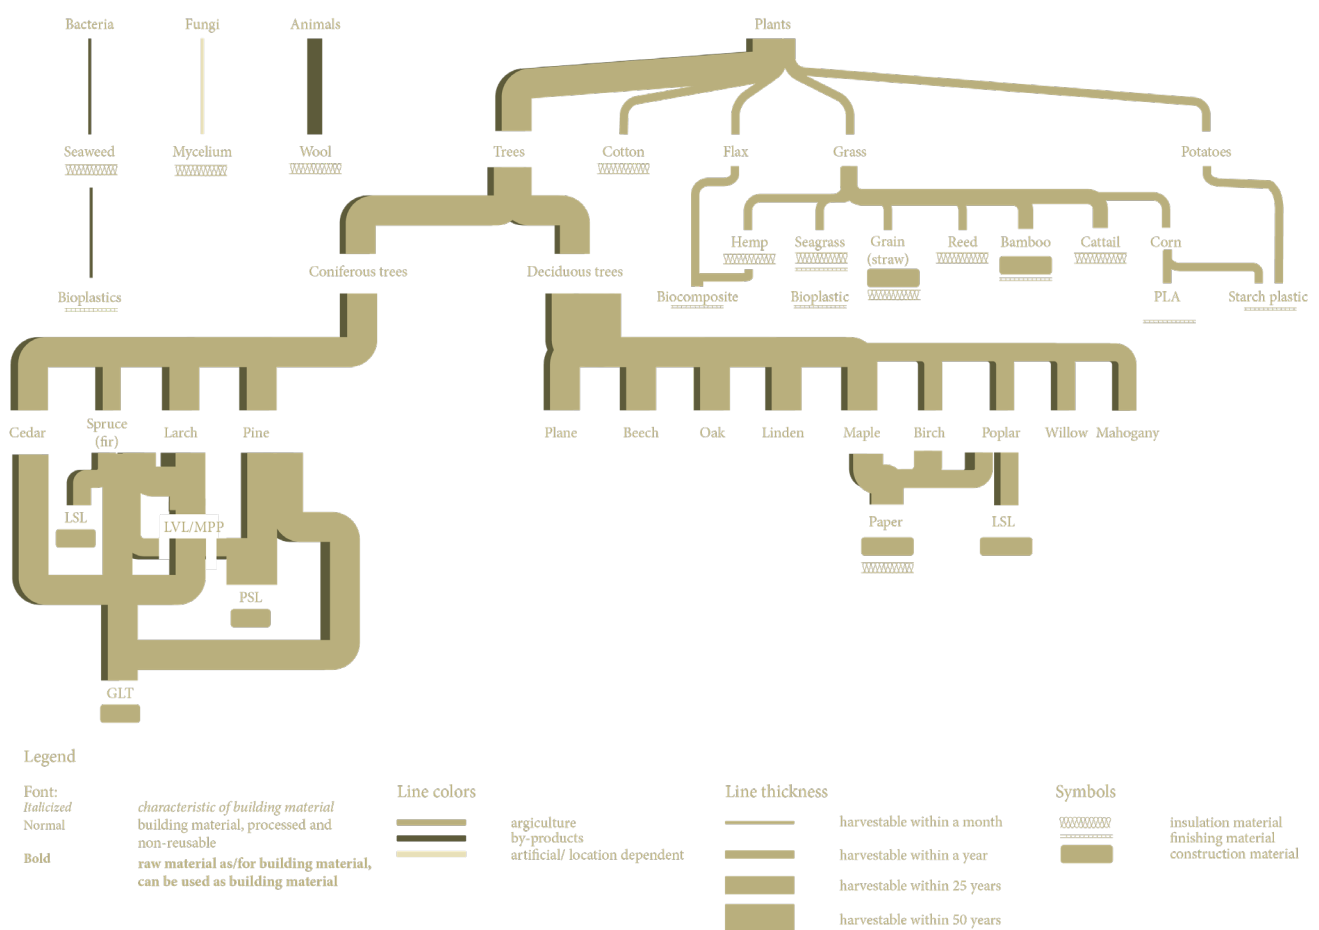 Bacteria
Fungi
Animals
Plants
Seaweed
Mycelium
Wool
Trees
Cotton
Flax
Grass
Potatoes
Hemp
Seagrass
Grain
(straw)
Reed
Bamboo
Cattail
Corn
Coniferous trees
Deciduous trees
Bioplastics
Biocomposite
Bioplastic
PLA
Starch plastic
Cedar
Spruce
(fir)
Larch
Pine
Plane
Beech
Oak
Linden
Maple
Birch
Poplar
Willow
Mahogany
LSL
LVL/MPP
Paper
LSL
PSL
GLT
Legend
Font:
Italicized
characteristic of building material
Normal
building material, processed and
non-reusable
Bold
raw material as/for building material,
can be used as building material
Line colors
argiculture
by-products
artificial/ location dependent
Line thickness
harvestable within a month
harvestable within a year
harvestable within 25 years
harvestable within 50 years
Symbols
insulation material
finishing material
construction material